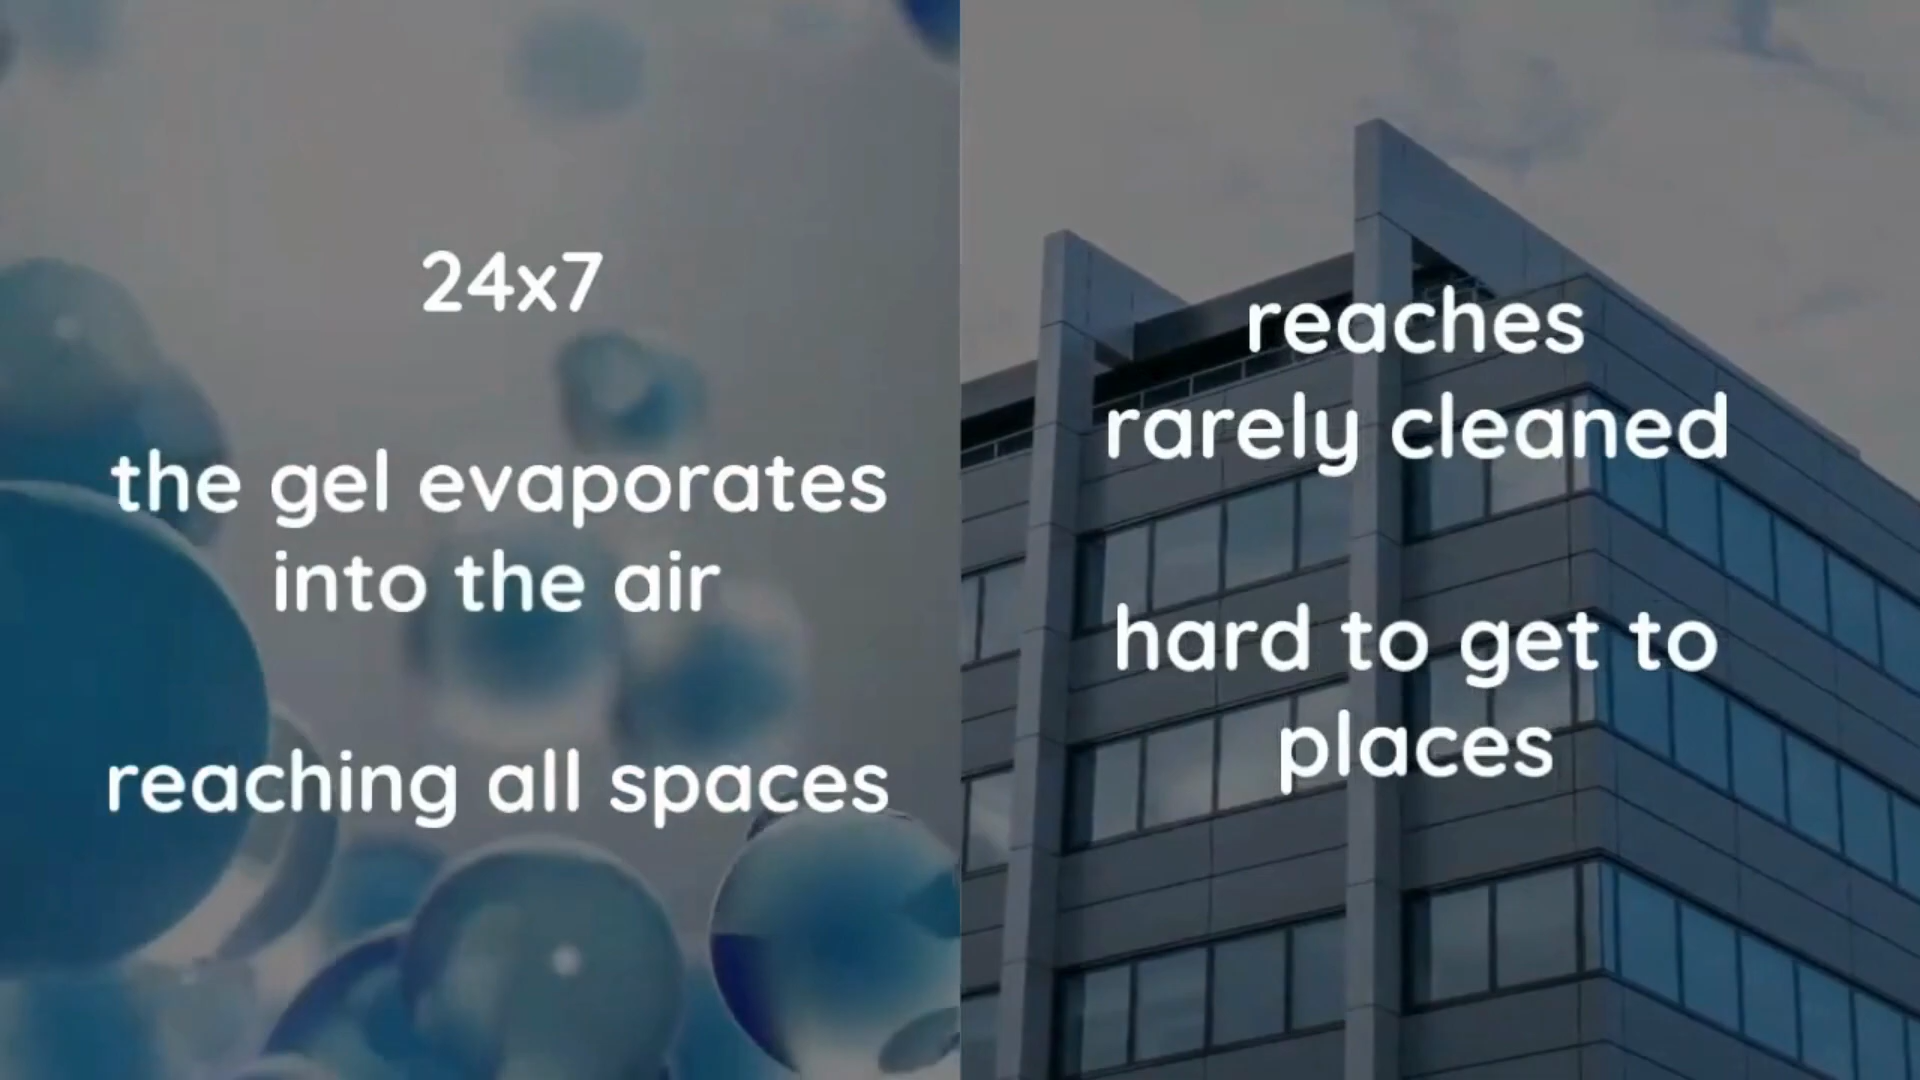 24x7
the gel evaporates
into the air
reaching all spaces
reaches
rarely cleaned
hard to get to
places